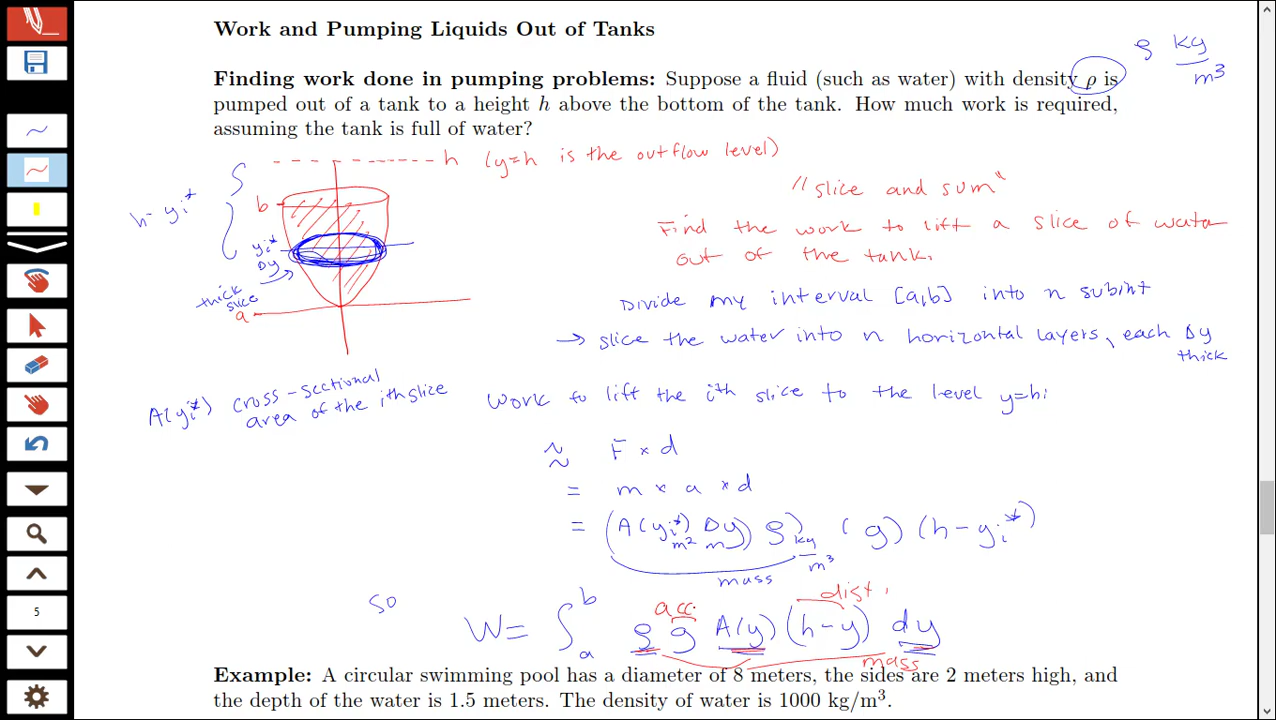 Work and Pumping Liquids Out of Tanks
ρ kg/m³
Finding work done in pumping problems: Suppose a fluid (such as water) with density ρ is
pumped out of a tank to a height h above the bottom of the tank. How much work is required,
assuming the tank is full of water?
h (y=h is the outflow level)
"slice and sum"
h-yᵢ*
b
Find the work to lift a slice of water
out of the tank.
yᵢ*
Δy
thick
slice
a
Divide my interval [a,b] into n subint
→ slice the water into n horizontal layers, each Δy
thick
A(yᵢ*) cross-sectional
area of the ith slice
Work to lift the ith slice to the level y=h:
≈ F × d
= m × a × d
= (A(yᵢ*) Δy) ρ) (g) (h-yᵢ*)
m² m kg/m³
mass
so
acc.
dist.
W = ∫ₐᵇ ρ g A(y) (h-y) dy
mass
Example: A circular swimming pool has a diameter of 8 meters, the sides are 2 meters high, and
the depth of the water is 1.5 meters. The density of water is 1000 kg/m³.
5